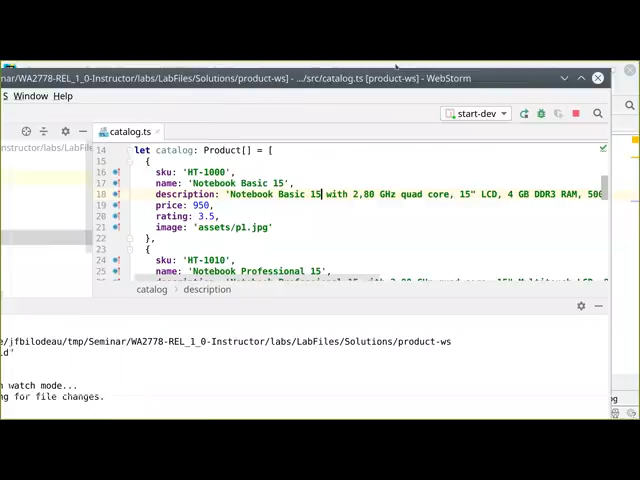 nar/WA2778-REL_1_0-Instructor/labs/LabFiles/Solutions/product-ws] - .../src/catalog.ts [product-ws] - WebStorm
S Window Help
start-dev
catalog.ts
nstructor/labs/LabFi
14 let catalog: Product[] = [
15 {
16 sku: 'HT-1000',
17 name: 'Notebook Basic 15',
18 description: 'Notebook Basic 15 with 2,80 GHz quad core, 15" LCD, 4 GB DDR3 RAM, 500
19 price: 950,
20 rating: 3.5,
21 image: 'assets/p1.jpg'
22 },
23 {
24 sku: 'HT-1010',
25 name: 'Notebook Professional 15',
catalog description
e/jfbilodeau/tmp/Seminar/WA2778-REL_1_0-Instructor/labs/LabFiles/Solutions/product-ws
d'
n watch mode...
ng for file changes.